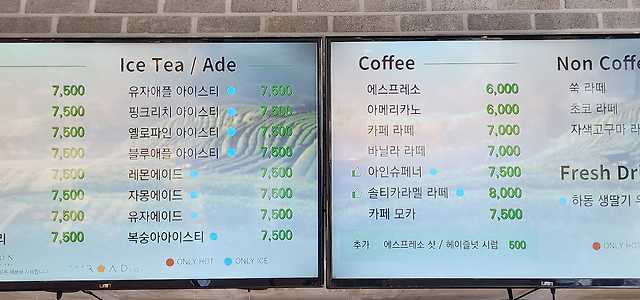 Ice Tea / Ade
7,500 유자애플 아이스티 7,500
7,500 핑크리치 아이스티 7,500
7,500 옐로파인 아이스티 7,500
7,500 블루애플 아이스티 7,500
7,500 레몬에이드 7,500
7,500 자몽에이드 7,500
7,500 유자에이드 7,500
7,500 복숭아아이스티 7,500
ONLY HOT ONLY ICE
Coffee
에스프레소 6,000
아메리카노 6,000
카페 라떼 7,000
바닐라 라떼 7,000
아인슈페너 7,500
솔티카라멜 라떼 8,000
카페 모카 7,500
추가 에스프레소 샷 / 헤이즐넛 시럽 500
Non Coffe
쑥 라떼
초코 라떼
자색고구마 라
Fresh Dr
하동 생딸기 우
ONLY HOT